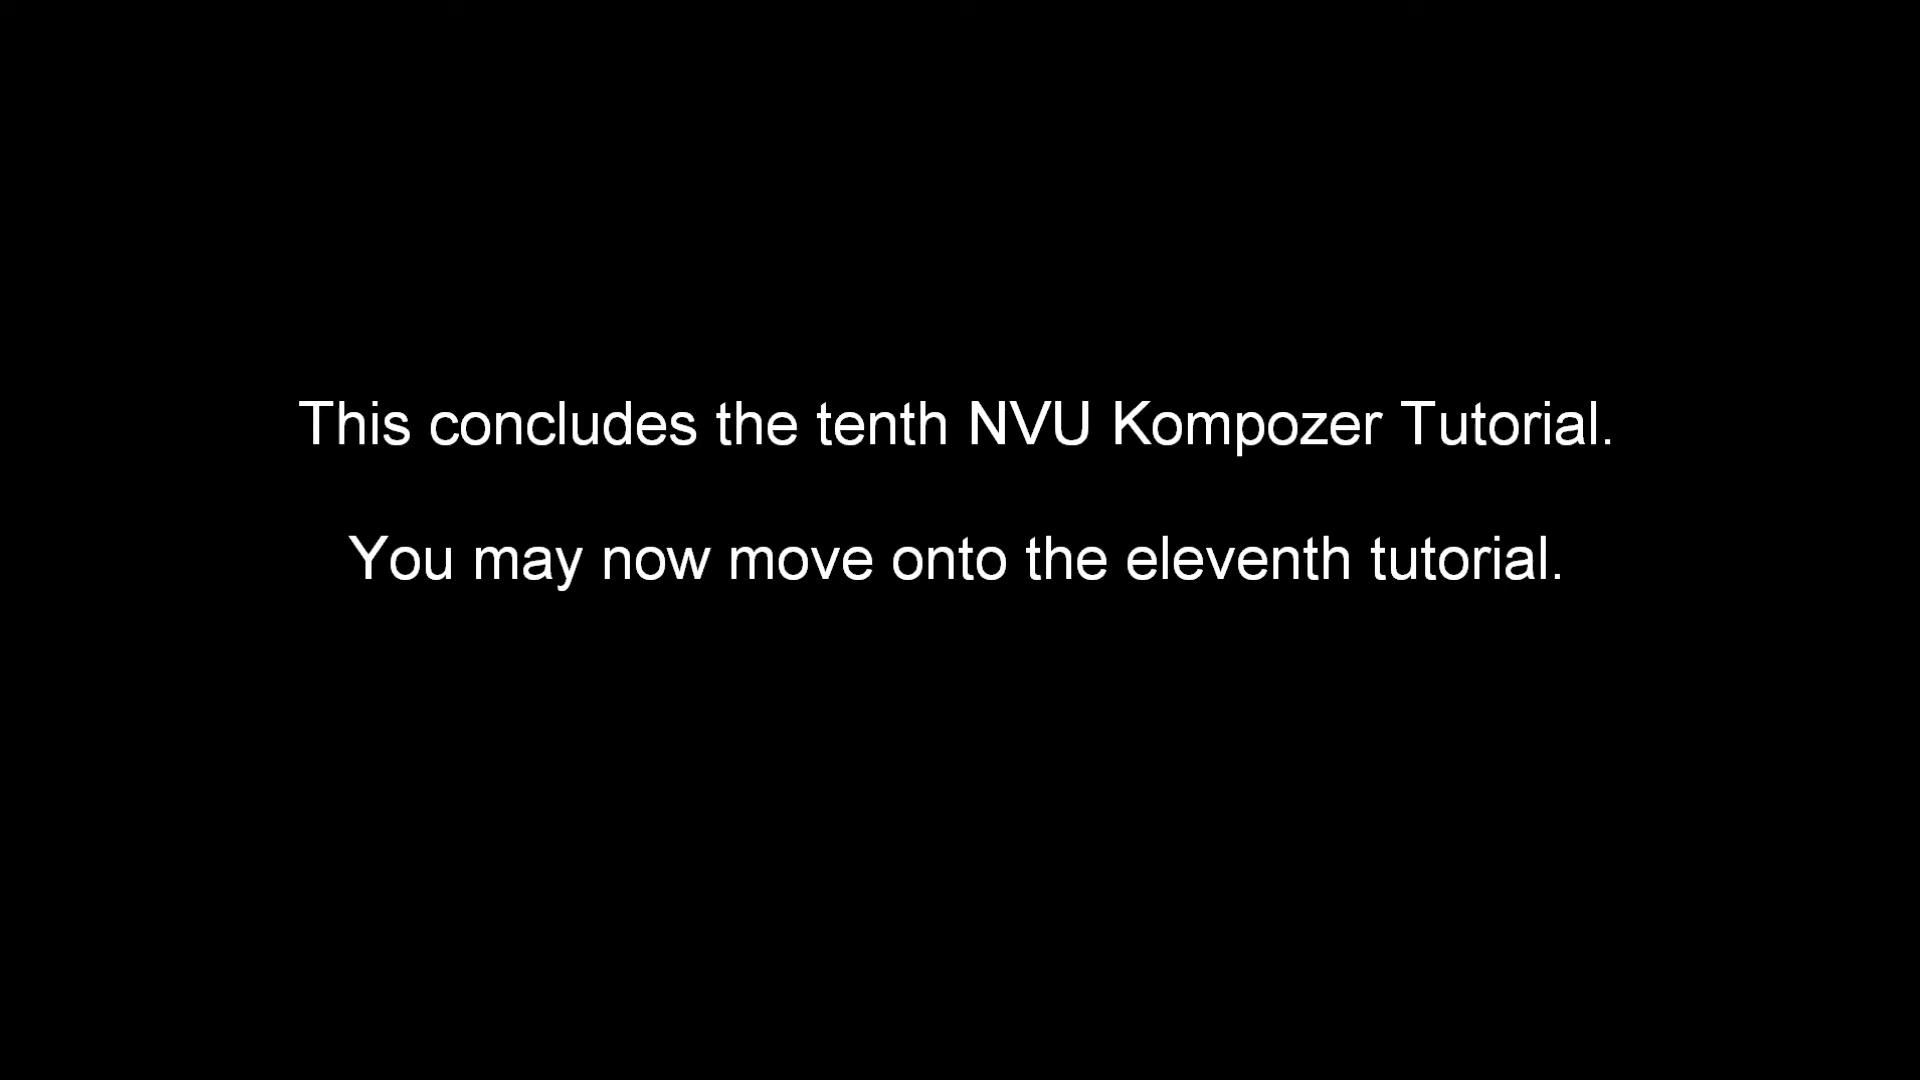 This concludes the tenth NVU Kompozer Tutorial.
You may now move onto the eleventh tutorial.